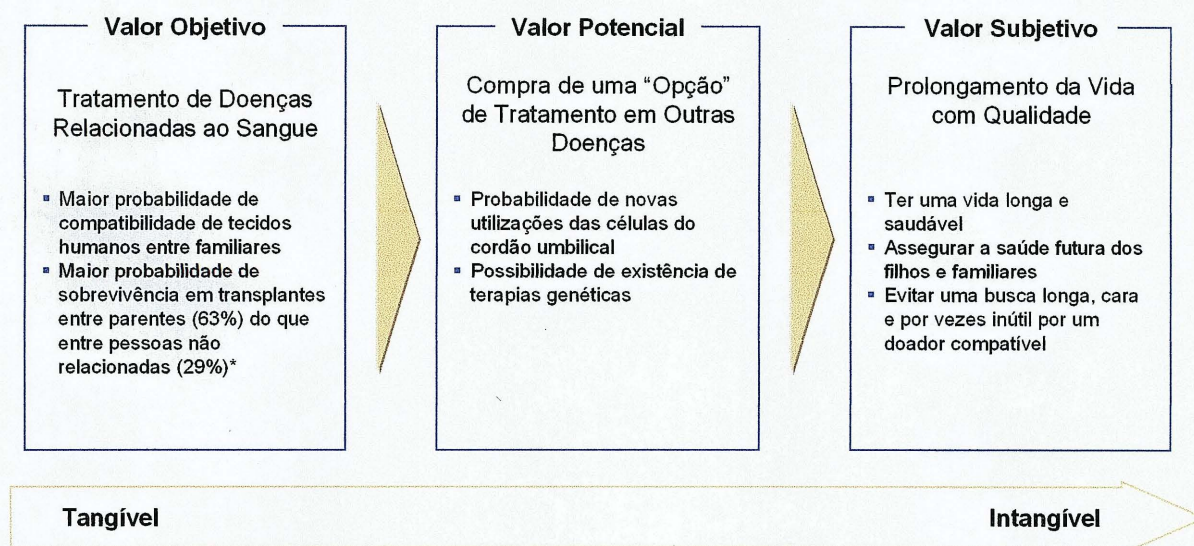 Valor Objetivo
Tratamento de Doenças
Relacionadas ao Sangue
Maior probabilidade de
compatibilidade de tecidos
humanos entre familiares
Maior probabilidade de
sobrevivência em transplantes
entre parentes (63%) do que
entre pessoas não
relacionadas (29%)*
Valor Potencial
Compra de uma “Opção”
de Tratamento em Outras
Doenças
Probabilidade de novas
utilizações das células do
cordão umbilical
Possibilidade de existência de
terapias genéticas
Valor Subjetivo
Prolongamento da Vida
com Qualidade
Ter uma vida longa e
saudável
Assegurar a saúde futura dos
filhos e familiares
Evitar uma busca longa, cara
e por vezes inútil por um
doador compatível
Tangível
Intangível